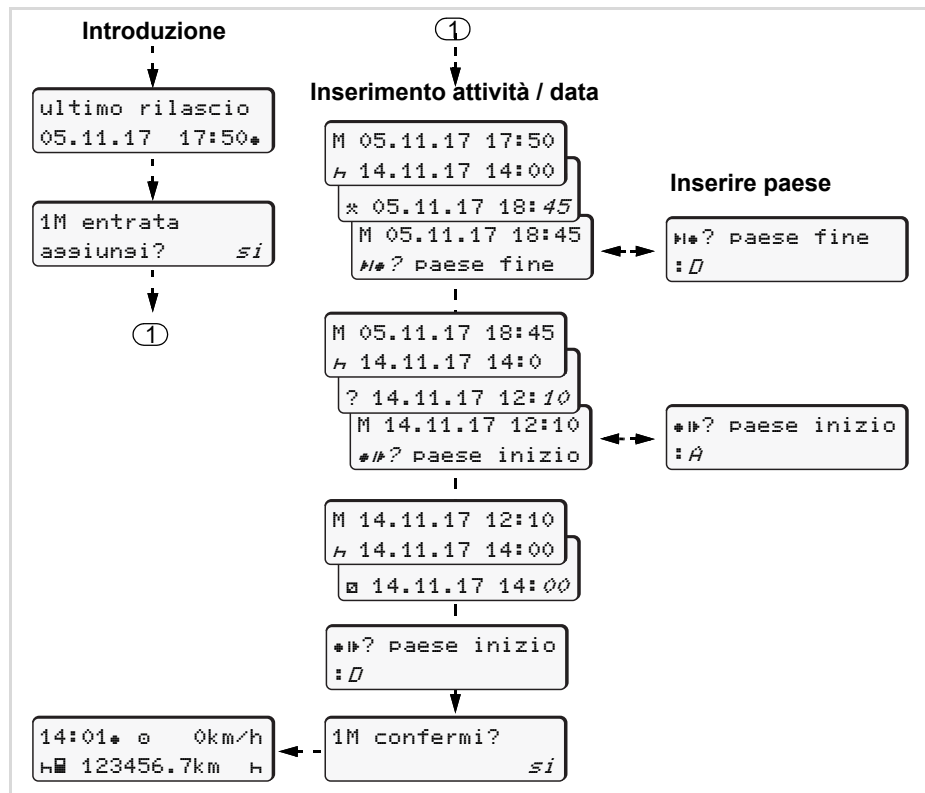 Introduzione
ultimo rilascio
05.11.17 17:50
1M entrata
aggiungi? sì
1
1
Inserimento attività / data
M 05.11.17 17:50
14.11.17 14:00
05.11.17 18:45
M 05.11.17 18:45
? paese fine
Inserire paese
? paese fine
:D
M 05.11.17 18:45
14.11.17 14:0
? 14.11.17 12:10
M 14.11.17 12:10
? paese inizio
? paese inizio
:A
M 14.11.17 12:10
14.11.17 14:00
14.11.17 14:00
? paese inizio
:D
1M confermi?
sì
14:01 0km/h
123456.7km